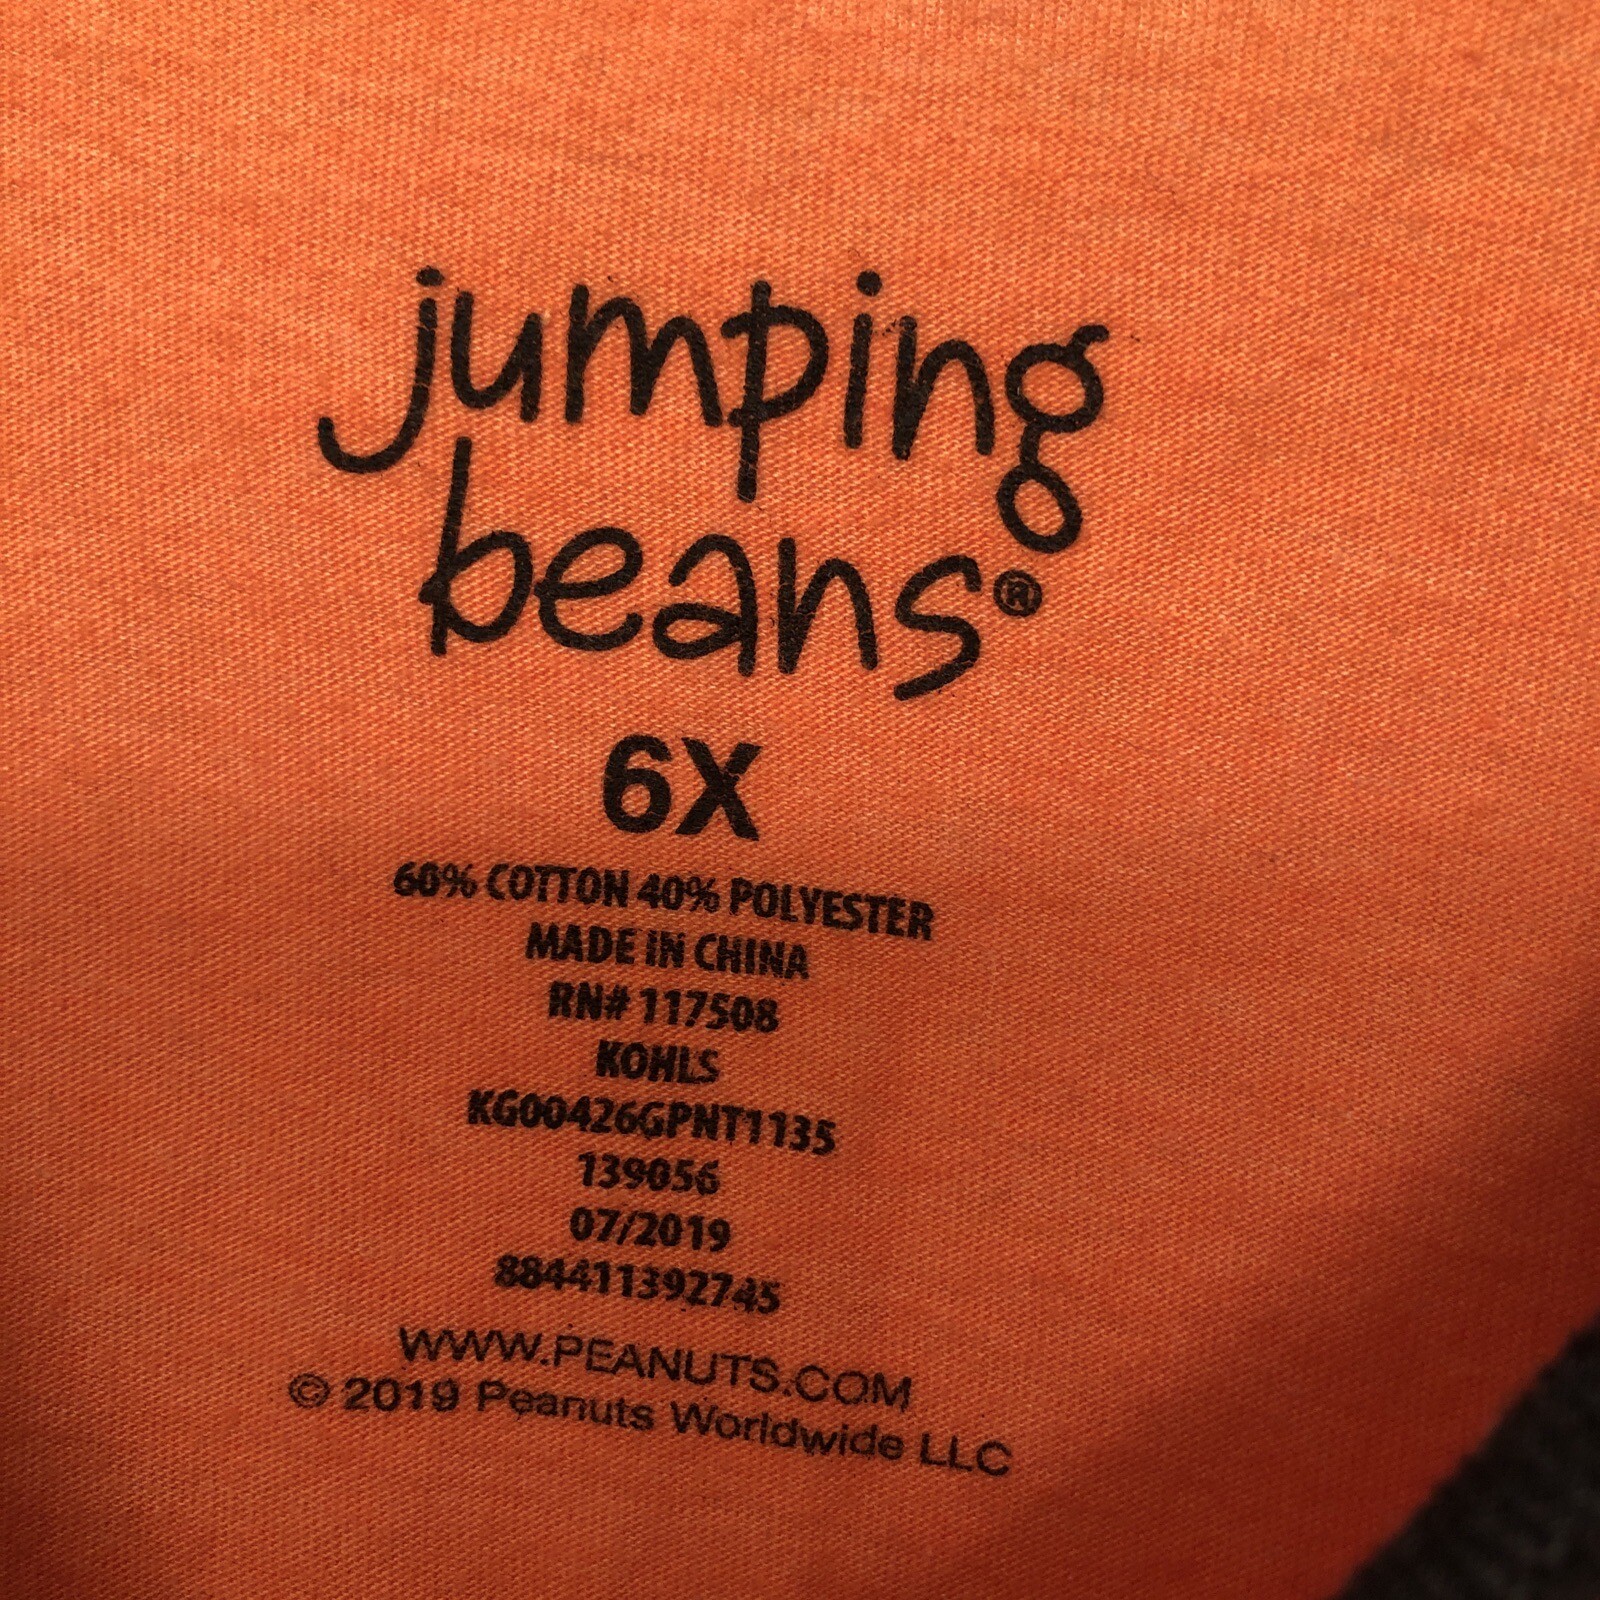 jumping
beans®
6X
60% COTTON 40% POLYESTER
MADE IN CHINA
RN# 117508
KOHLS
KG00426GPNT1135
139056
07/2019
884411392745
WWW.PEANUTS.COM
© 2019 Peanuts Worldwide LLC